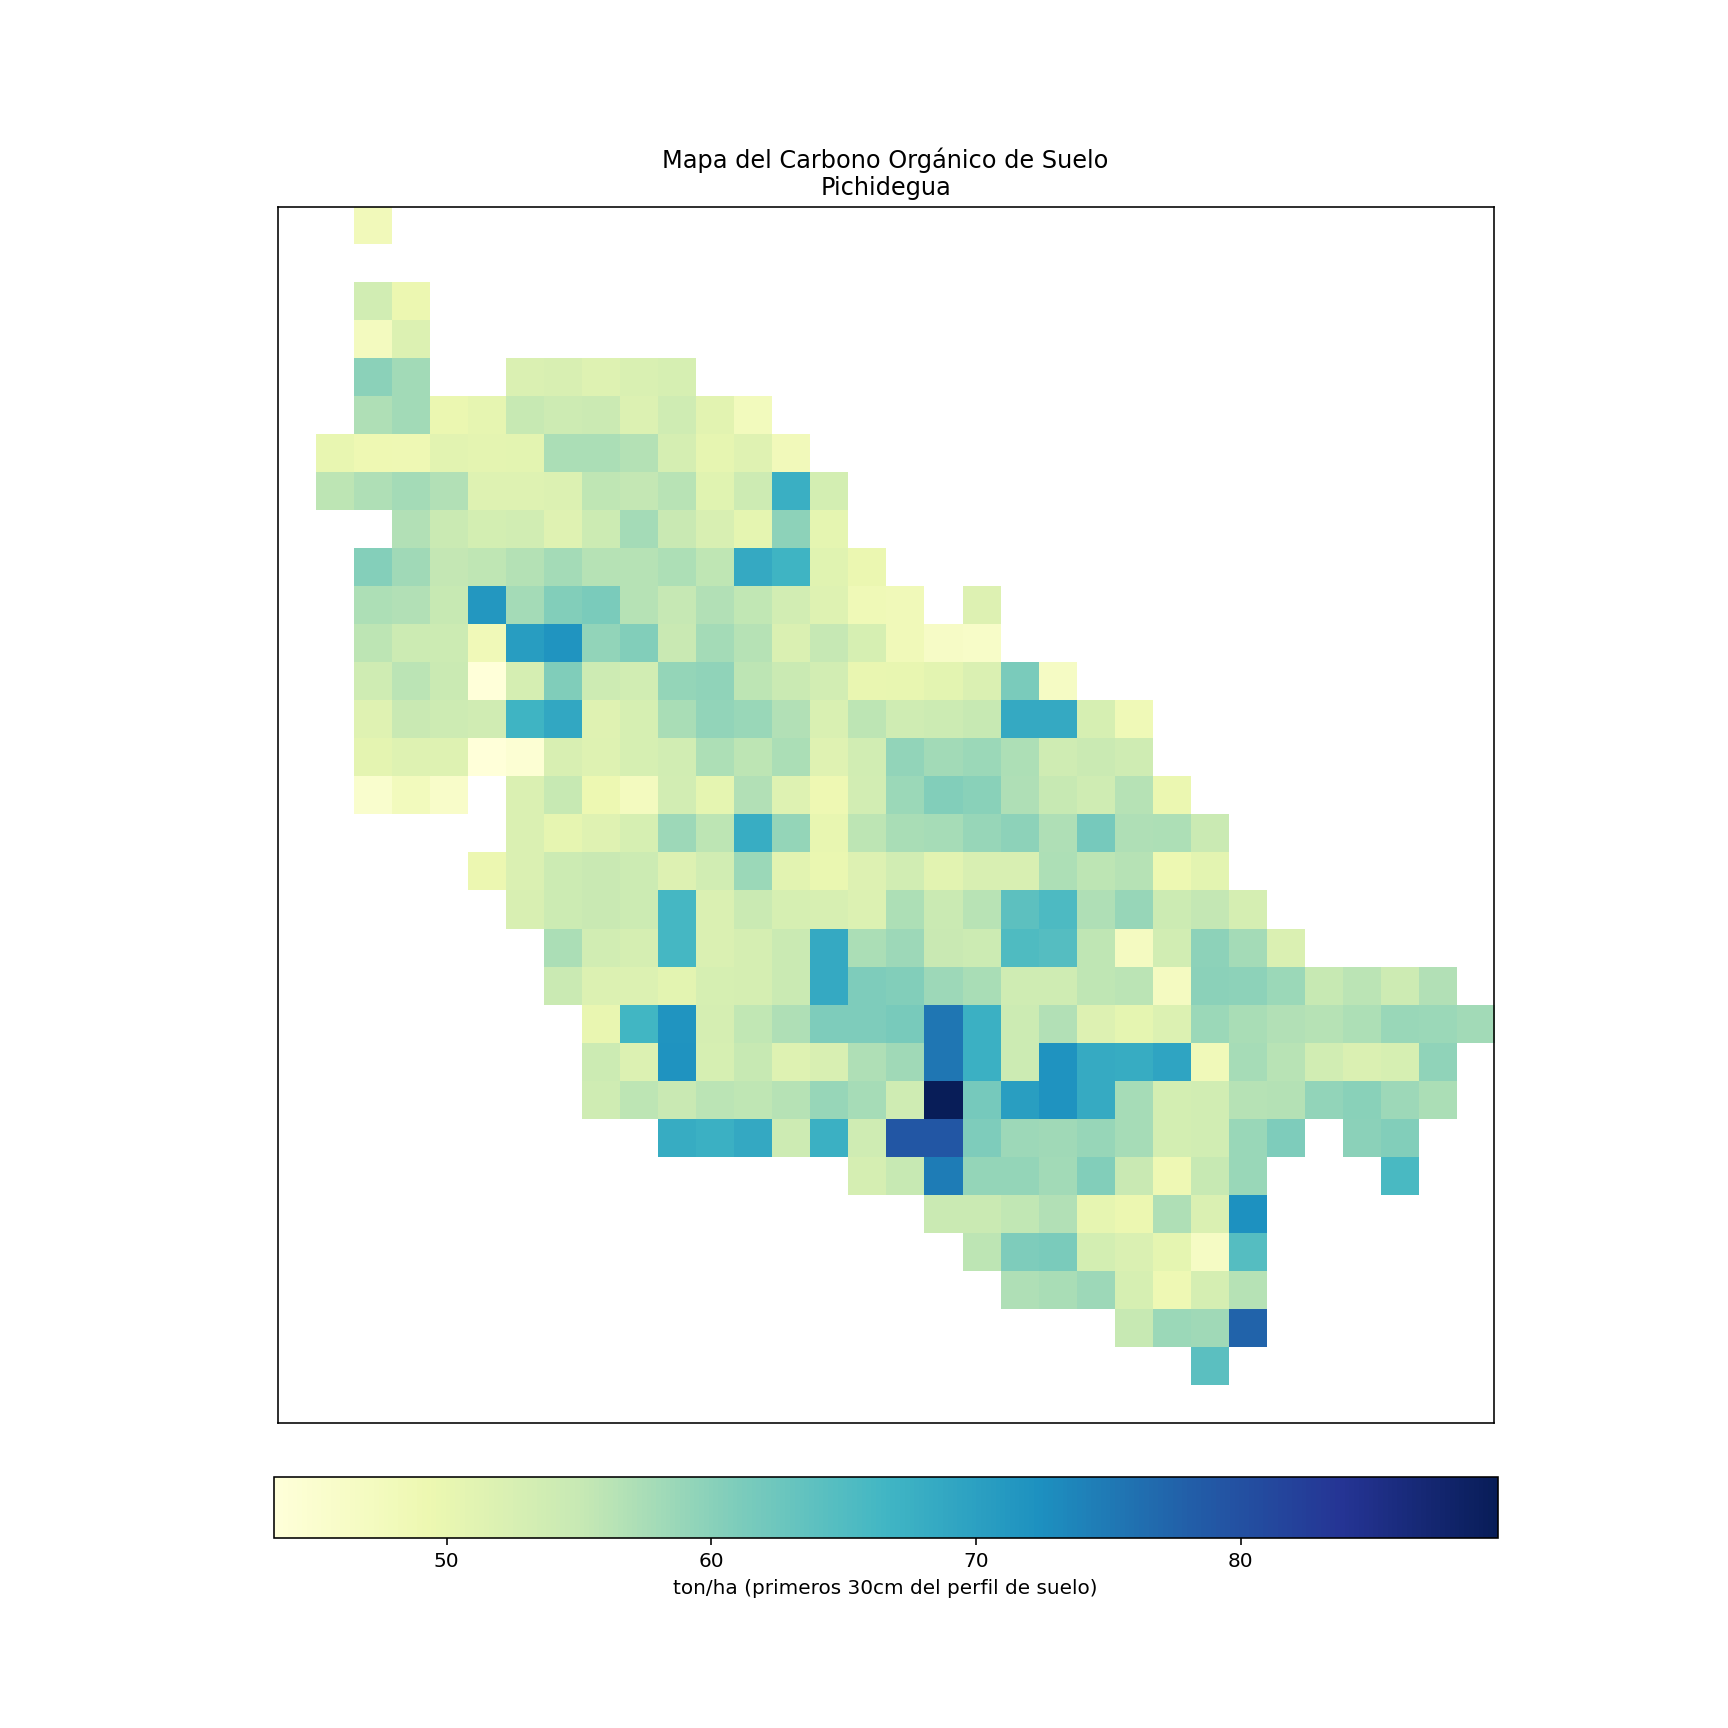 Mapa del Carbono Orgánico de Suelo
Pichidegua
50 60 70 80
ton/ha (primeros 30cm del perfil de suelo)